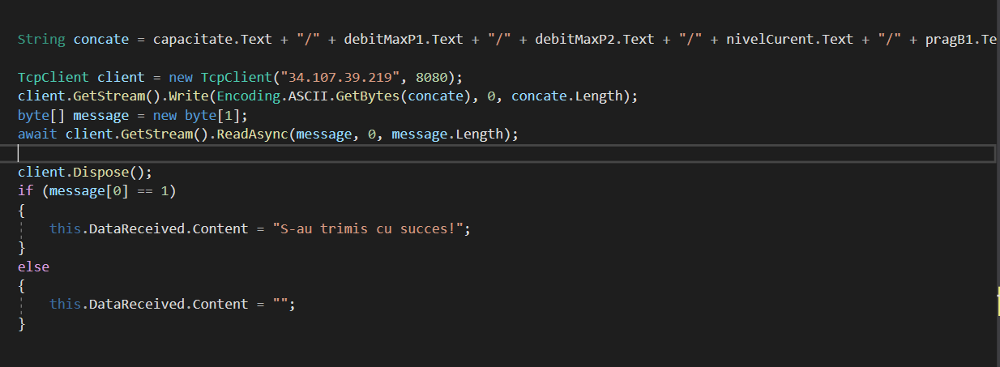 String concate = capacitate.Text + "/" + debitMaxP1.Text + "/" + debitMaxP2.Text + "/" + nivelCurent.Text + "/" + pragB1.Te
TcpClient client = new TcpClient("34.107.39.219", 8080);
client.GetStream().Write(Encoding.ASCII.GetBytes(concate), 0, concate.Length);
byte[] message = new byte[1];
await client.GetStream().ReadAsync(message, 0, message.Length);
client.Dispose();
if (message[0] == 1)
{
this.DataReceived.Content = "S-au trimis cu succes!";
}
else
{
this.DataReceived.Content = "";
}